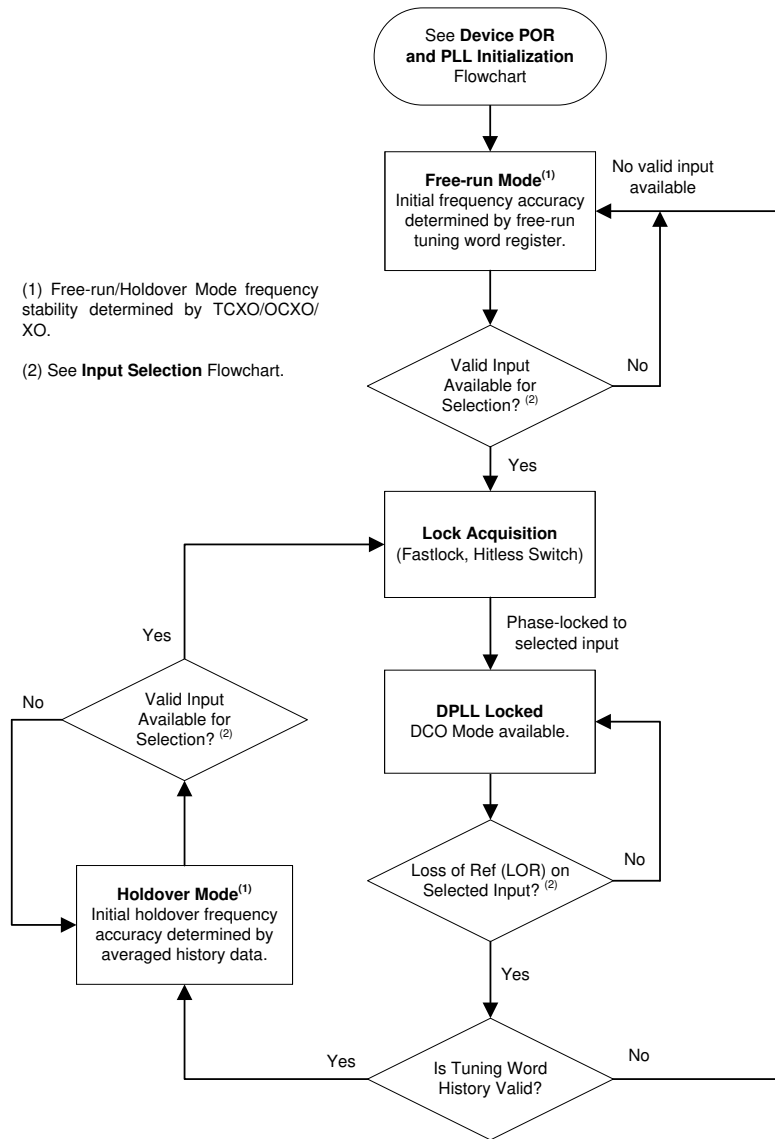 See Device POR
and PLL Initialization
Flowchart
No valid input
available
Free-run Mode(1)
Initial frequency accuracy
determined by free-run
tuning word register.
(1) Free-run/Holdover Mode frequency
stability determined by TCXO/OCXO/
XO.
(2) See Input Selection Flowchart.
Valid Input
Available for
Selection? (2)
No
Yes
Lock Acquisition
(Fastlock, Hitless Switch)
Phase-locked to
selected input
Yes
No
Valid Input
Available for
Selection? (2)
DPLL Locked
DCO Mode available.
Loss of Ref (LOR) on
Selected Input? (2)
No
Holdover Mode(1)
Initial holdover frequency
accuracy determined by
averaged history data.
Yes
Yes
Is Tuning Word
History Valid?
No